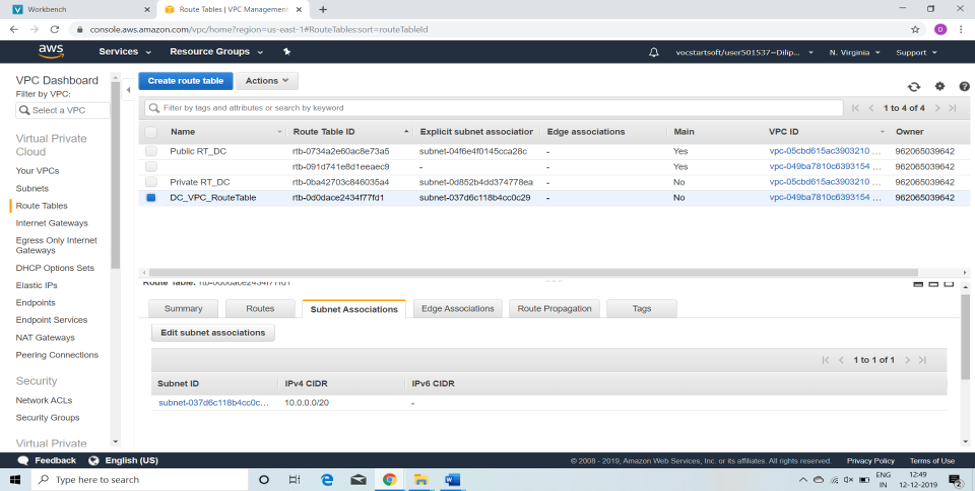 Workbench
Route Tables | VPC Management
console.aws.amazon.com/vpc/home?region=us-east-1#RouteTables:sort=routeTableId
D
aws
Services
Resource Groups
vocstartsoft/user501537=Dilip...
N. Virginia
Support
VPC Dashboard
Filter by VPC:
Select a VPC
Virtual Private
Cloud
Your VPCs
Subnets
Route Tables
Internet Gateways
Egress Only Internet
Gateways
DHCP Options Sets
Elastic IPs
Endpoints
Endpoint Services
NAT Gateways
Peering Connections
Security
Network ACLs
Security Groups
Virtual Private
Create route table
Actions
Filter by tags and attributes or search by keyword
1 to 4 of 4
Name Route Table ID Explicit subnet association Edge associations Main VPC ID Owner
Public RT_DC rtb-0734a2e60ac8e73a5 subnet-04f6e4f0145cca28c - Yes vpc-05cbd615ac3903210 ... 962065039642
rtb-091d741e8d1eeaec9 - - Yes vpc-049ba7810c6393154 ... 962065039642
Private RT_DC rtb-0ba42703c846035a4 subnet-0d852b4dd374778ea - No vpc-05cbd615ac3903210 ... 962065039642
DC_VPC_RouteTable rtb-0d0dace2434f77fd1 subnet-037d6c118b4cc0c29 - No vpc-049ba7810c6393154 ... 962065039642
Route Table: rtb-0d0dace2434f77fd1
Summary
Routes
Subnet Associations
Edge Associations
Route Propagation
Tags
Edit subnet associations
1 to 1 of 1
Subnet ID IPv4 CIDR IPv6 CIDR
subnet-037d6c118b4cc0c... 10.0.0.0/20 -
Feedback
English (US)
© 2008 - 2019, Amazon Web Services, Inc. or its affiliates. All rights reserved.
Privacy Policy
Terms of Use
Type here to search
ENG
IN
12:49
12-12-2019
2